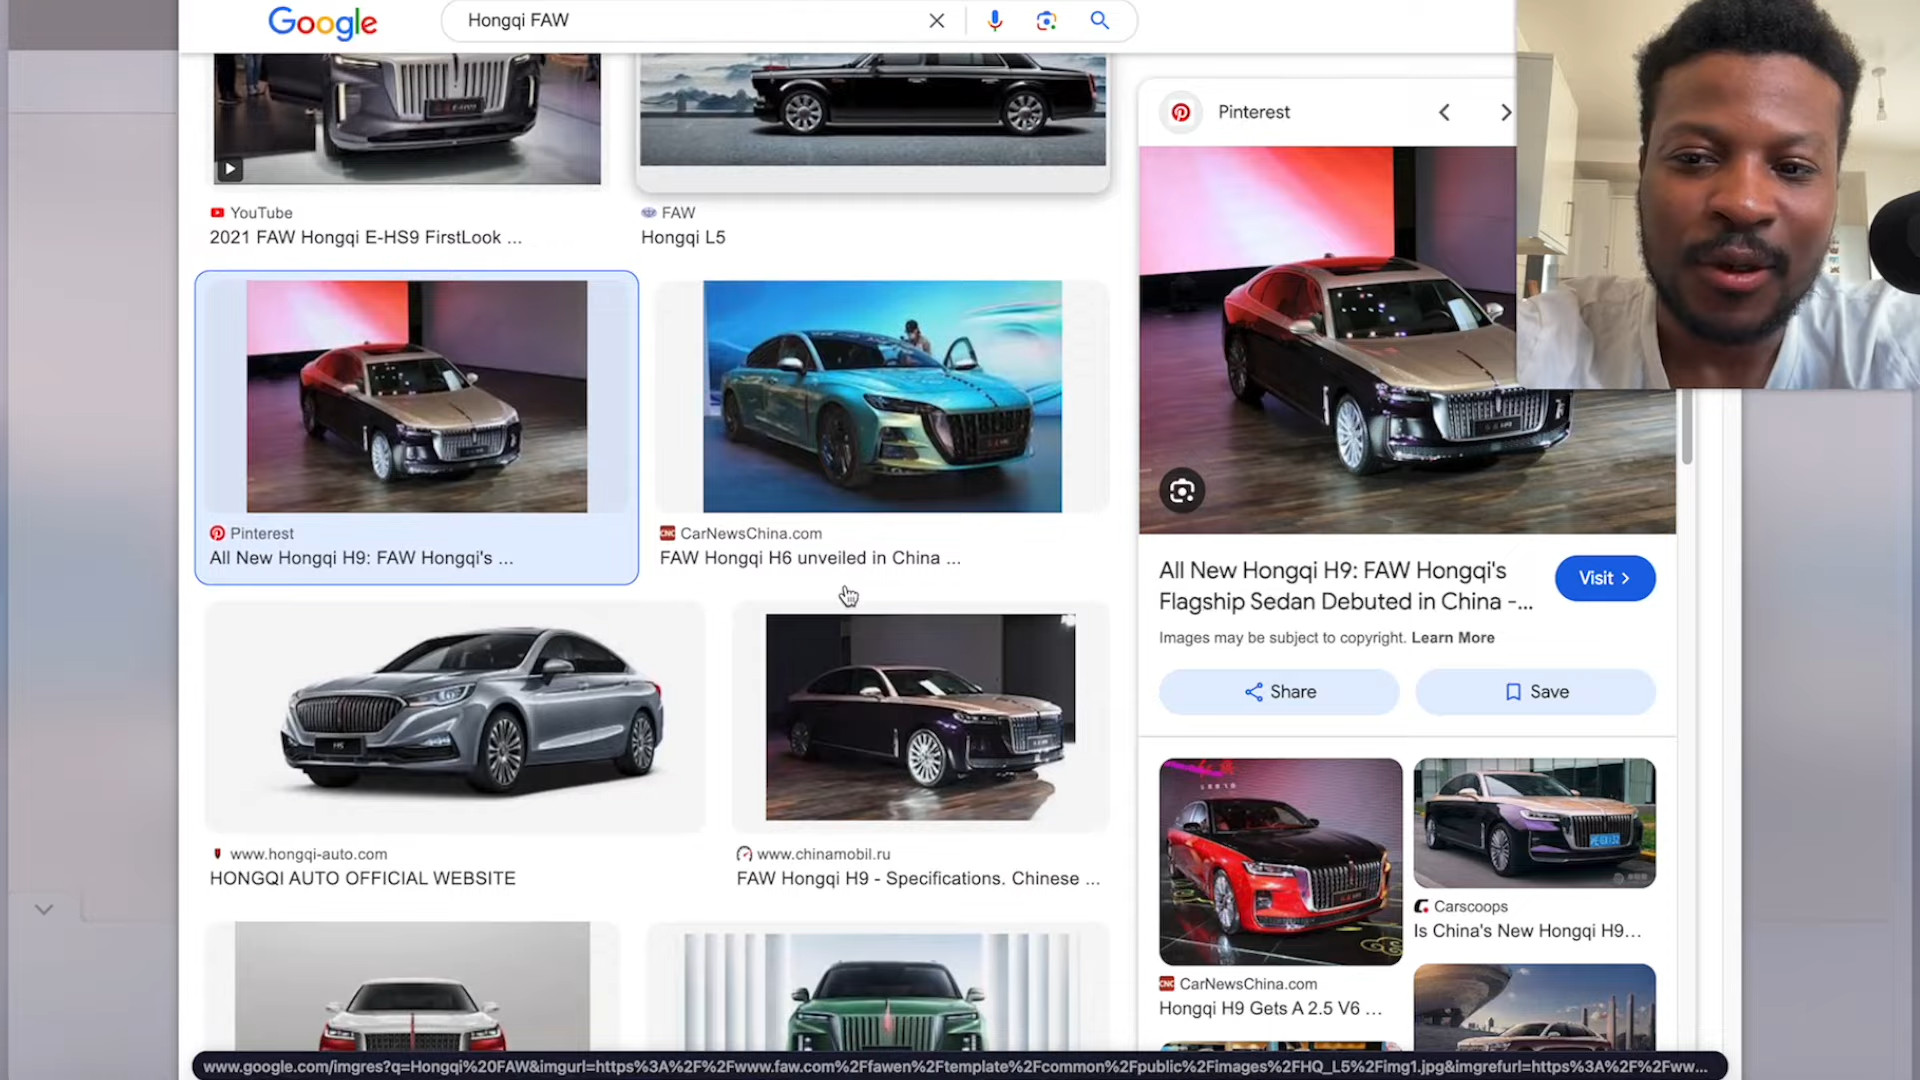 Google
Hongqi FAW
YouTube
2021 FAW Hongqi E-HS9 FirstLook ...
FAW
Hongqi L5
Pinterest
All New Hongqi H9: FAW Hongqi's ...
CarNewsChina.com
FAW Hongqi H6 unveiled in China ...
www.hongqi-auto.com
HONGQI AUTO OFFICIAL WEBSITE
www.chinamobil.ru
FAW Hongqi H9 - Specifications. Chinese ...
Pinterest
All New Hongqi H9: FAW Hongqi's
Flagship Sedan Debuted in China -...
Visit
Images may be subject to copyright. Learn More
Share
Save
CarNewsChina.com
Hongqi H9 Gets A 2.5 V6 ...
Carscoops
Is China's New Hongqi H9...
www.google.com/imgres?q=Hongqi%20FAW&imgurl=https%3A%2F%2Fwww.faw.com%2Ffawen%2Ftemplate%2Fcommon%2Fpublic%2Fimages%2FHQ_L5%2Fimg1.jpg&imgrefurl=https%3A%2F%2Fww...